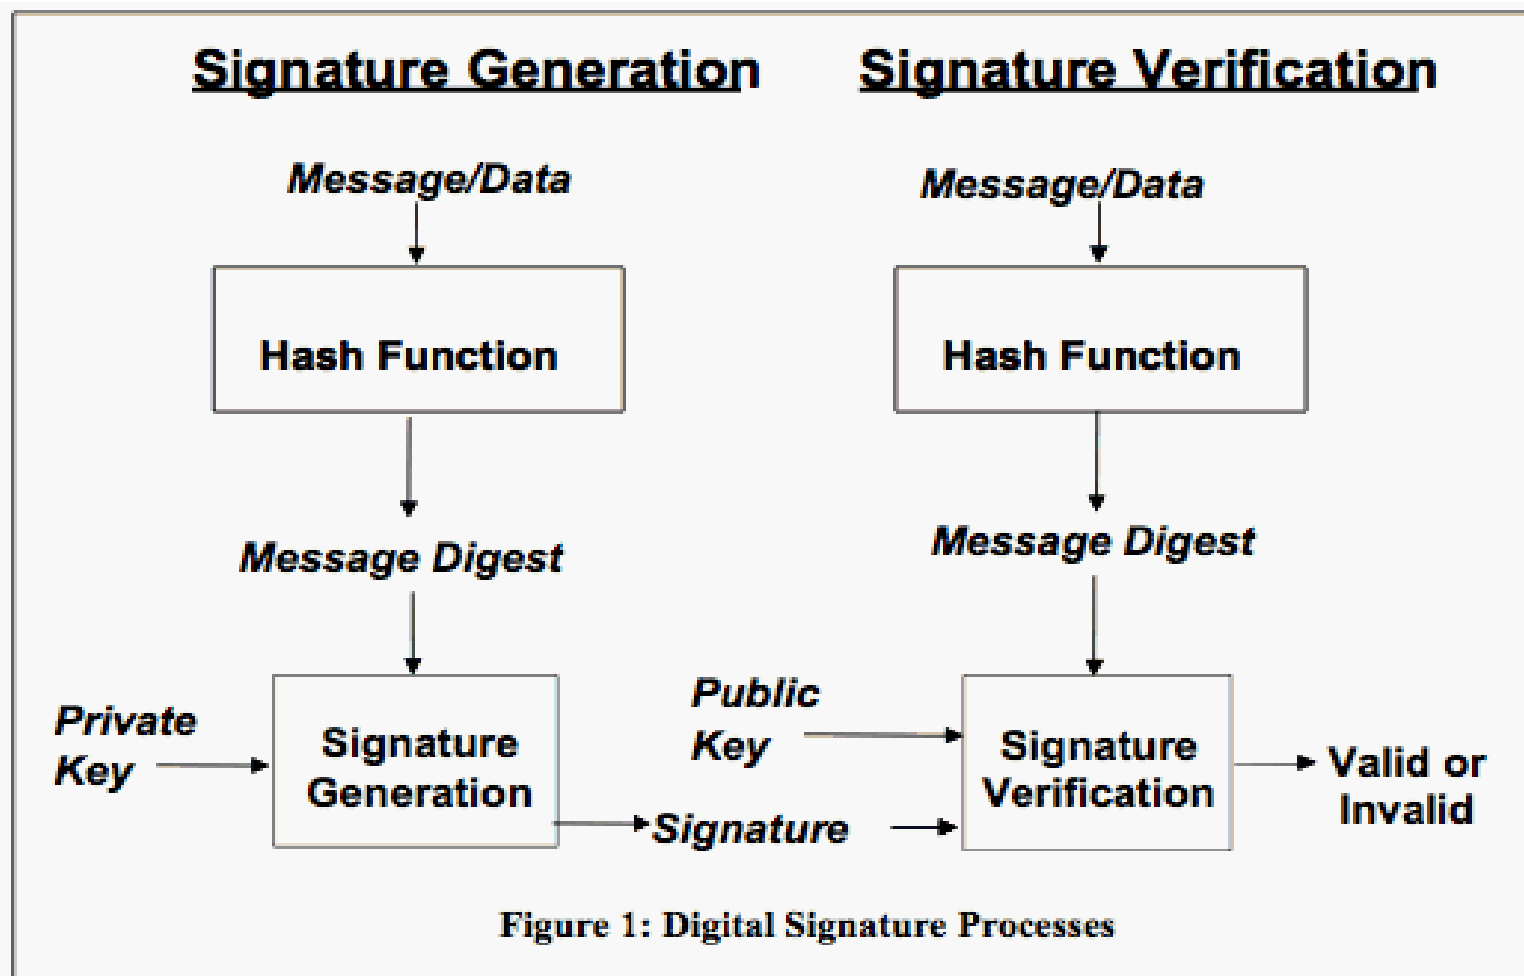 Signature Generation
Message/Data
Hash Function
Message Digest
Private
Key
Signature
Generation
Signature Verification
Message/Data
Hash Function
Message Digest
Public
Key
Signature
Signature
Verification
Valid or
Invalid
Figure 1: Digital Signature Processes